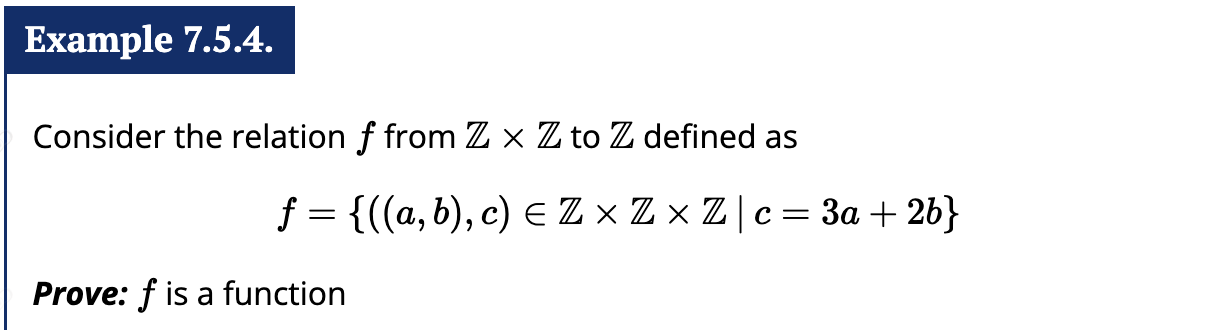 Example 7.5.4.
Consider the relation f from ℤ × ℤ to ℤ defined as
f = {((a, b), c) ∈ ℤ × ℤ × ℤ | c = 3a + 2b}
Prove: f is a function